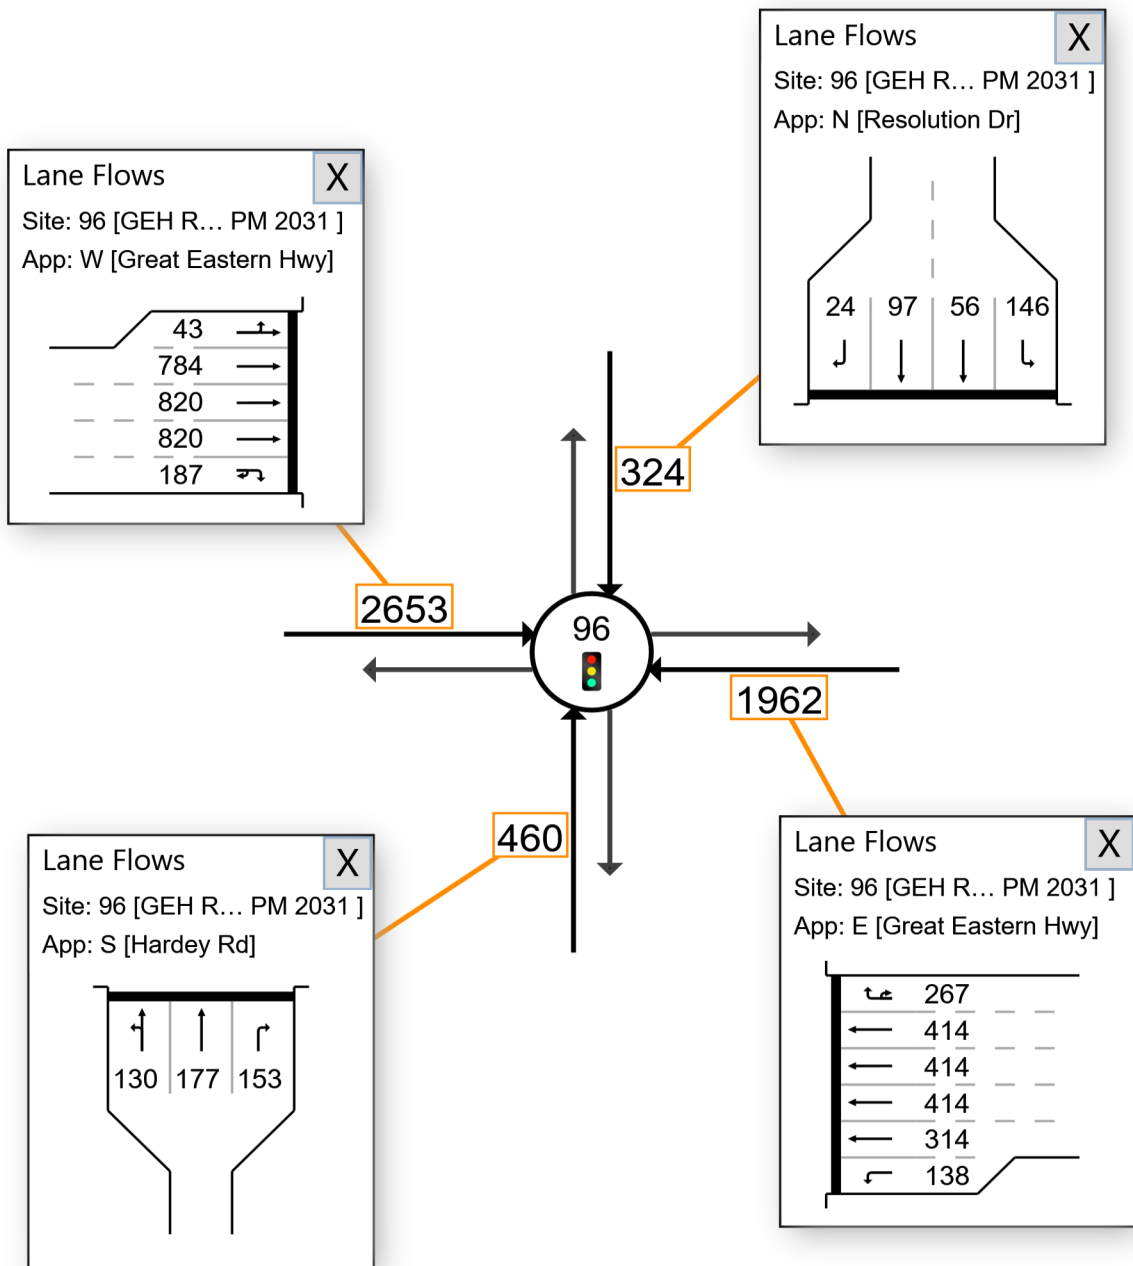 Lane Flows
X
Site: 96 [GEH R... PM 2031 ]
App: N [Resolution Dr]
24 97 56 146
Lane Flows
X
Site: 96 [GEH R... PM 2031 ]
App: W [Great Eastern Hwy]
43
784
820
820
187
324
2653
96
1962
460
Lane Flows
X
Site: 96 [GEH R... PM 2031 ]
App: E [Great Eastern Hwy]
267
414
414
414
314
138
Lane Flows
X
Site: 96 [GEH R... PM 2031 ]
App: S [Hardey Rd]
130 177 153